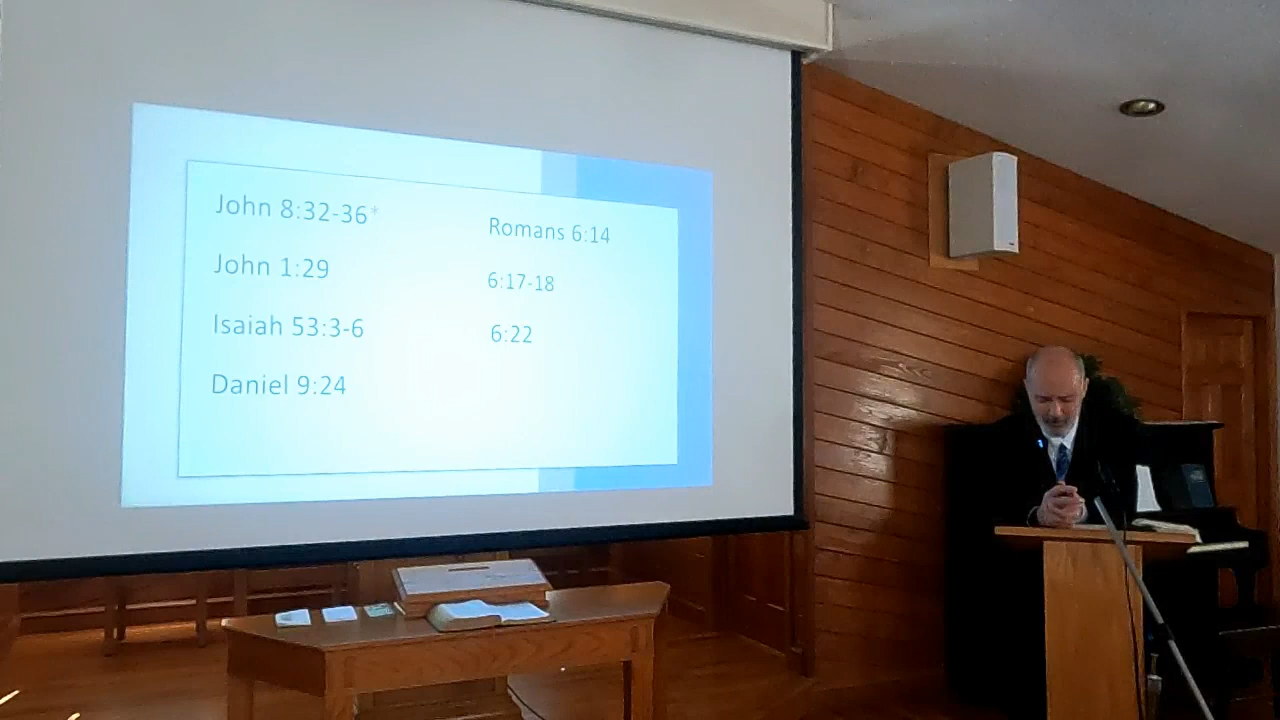 John 8:32-36*
John 1:29
Isaiah 53:3-6
Daniel 9:24
Romans 6:14
6:17-18
6:22